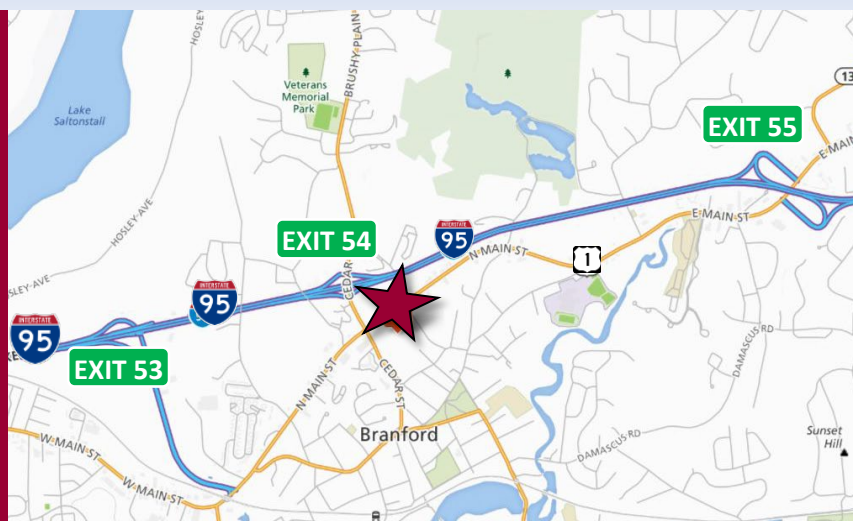 HOSLEY-AVE
BRUSHY-PLAIN
13
Veterans
Memorial
Park
Lake
Saltonstall
EXIT 55
E-MAIN
HOSLEY-AVE
E-MAIN ST
EXIT 54
INTERSTATE
95
N-MAIN ST
1
CEDAR
SLEY-AVE
INTERSTATE
95
INTERSTATE
95
EXIT 53
DAMASCUS-RD
N-MAIN-ST
CEDAR-ST
Branford
DAMASCUS-RD
Sunset
Hill
W-MAIN-ST
W-MAIN-ST